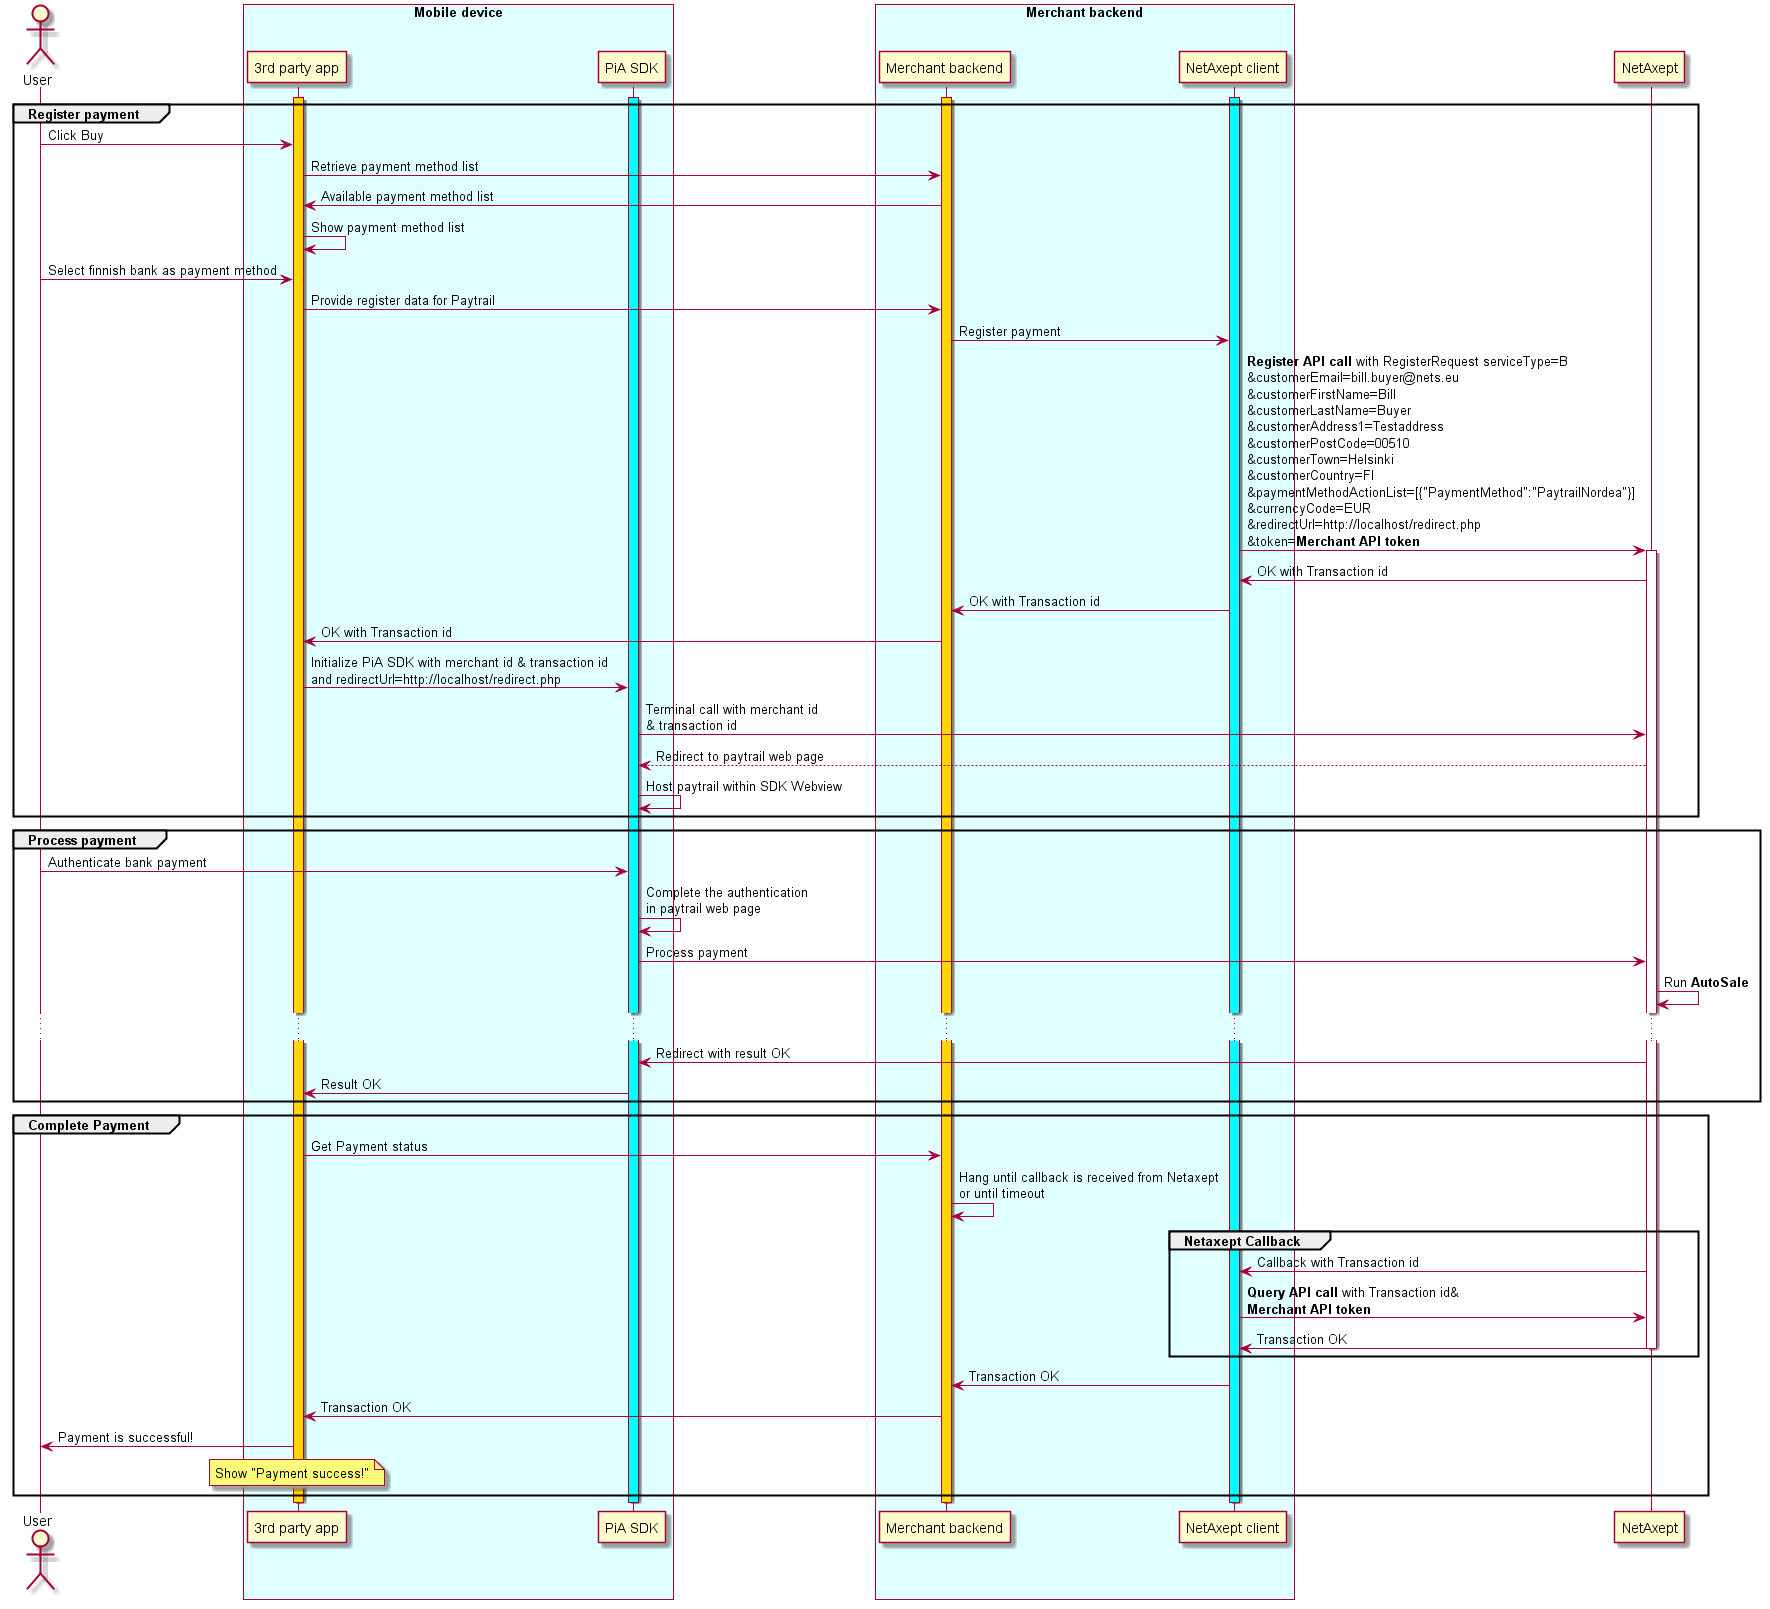 Mobile device
Merchant backend
User
3rd party app
PiA SDK
Merchant backend
NetAxept client
NetAxept
Register payment
Click Buy
Retrieve payment method list
Available payment method list
Show payment method list
Select finnish bank as payment method
Provide register data for Paytrail
Register payment
Register API call with RegisterRequest serviceType=B
&customerEmail=bill.buyer@nets.eu
&customerFirstName=Bill
&customerLastName=Buyer
&customerAddress1=Testaddress
&customerPostCode=00510
&customerTown=Helsinki
&customerCountry=FI
&paymentMethodActionList=[{"PaymentMethod":"PaytrailNordea"}]
&currencyCode=EUR
&redirectUrl=http://localhost/redirect.php
&token=Merchant API token
OK with Transaction id
OK with Transaction id
OK with Transaction id
Initialize PiA SDK with merchant id & transaction id
and redirectUrl=http://localhost/redirect.php
Terminal call with merchant id
& transaction id
Redirect to paytrail web page
Host paytrail within SDK Webview
Process payment
Authenticate bank payment
Complete the authentication
in paytrail web page
Process payment
Run AutoSale
Redirect with result OK
Result OK
Complete Payment
Get Payment status
Hang until callback is received from Netaxept
or until timeout
Netaxept Callback
Callback with Transaction id
Query API call with Transaction id&
Merchant API token
Transaction OK
Transaction OK
Transaction OK
Payment is successful!
Show "Payment success!"
User
3rd party app
PiA SDK
Merchant backend
NetAxept client
NetAxept